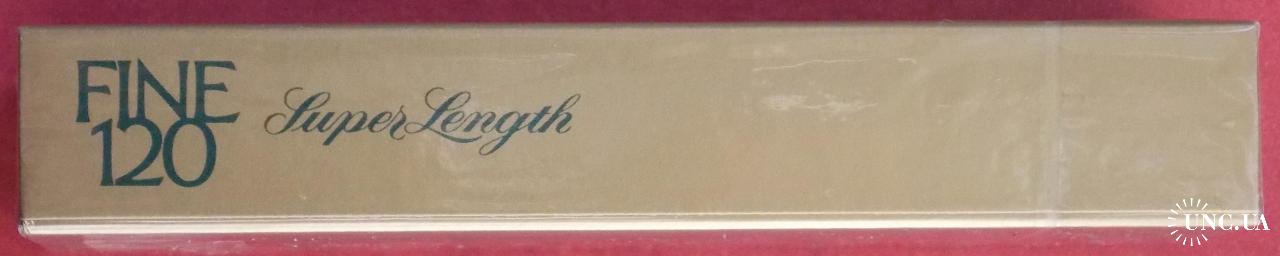 FINE
120
Super Length
UNC.UA